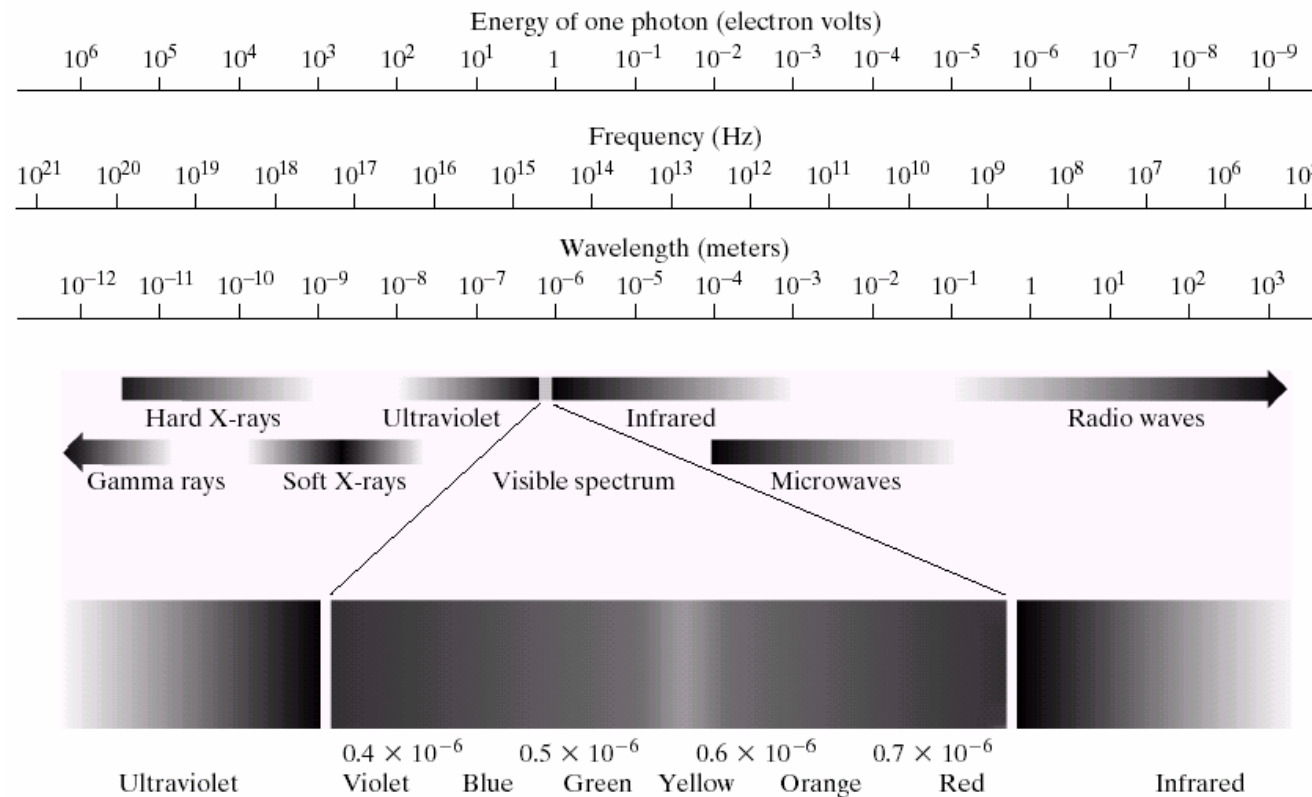 Energy of one photon (electron volts)
10⁶ 10⁵ 10⁴ 10³ 10² 10¹ 1 10⁻¹ 10⁻² 10⁻³ 10⁻⁴ 10⁻⁵ 10⁻⁶ 10⁻⁷ 10⁻⁸ 10⁻⁹
Frequency (Hz)
10²¹ 10²⁰ 10¹⁹ 10¹⁸ 10¹⁷ 10¹⁶ 10¹⁵ 10¹⁴ 10¹³ 10¹² 10¹¹ 10¹⁰ 10⁹ 10⁸ 10⁷ 10⁶
Wavelength (meters)
10⁻¹² 10⁻¹¹ 10⁻¹⁰ 10⁻⁹ 10⁻⁸ 10⁻⁷ 10⁻⁶ 10⁻⁵ 10⁻⁴ 10⁻³ 10⁻² 10⁻¹ 1 10¹ 10² 10³
Hard X-rays Ultraviolet Infrared Radio waves
Gamma rays Soft X-rays Visible spectrum Microwaves
0.4 × 10⁻⁶ 0.5 × 10⁻⁶ 0.6 × 10⁻⁶ 0.7 × 10⁻⁶
Ultraviolet Violet Blue Green Yellow Orange Red Infrared